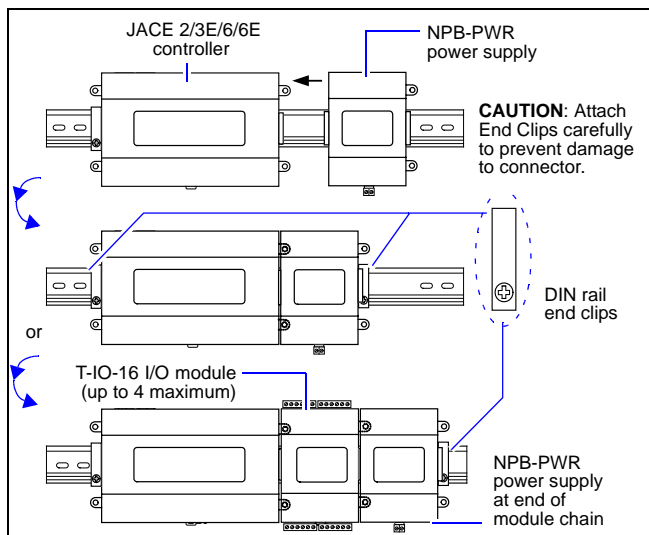 JACE 2/3E/6/6E
controller
NPB-PWR
power supply
CAUTION: Attach
End Clips carefully
to prevent damage
to connector.
DIN rail
end clips
or
T-IO-16 I/O module
(up to 4 maximum)
NPB-PWR
power supply
at end of
module chain